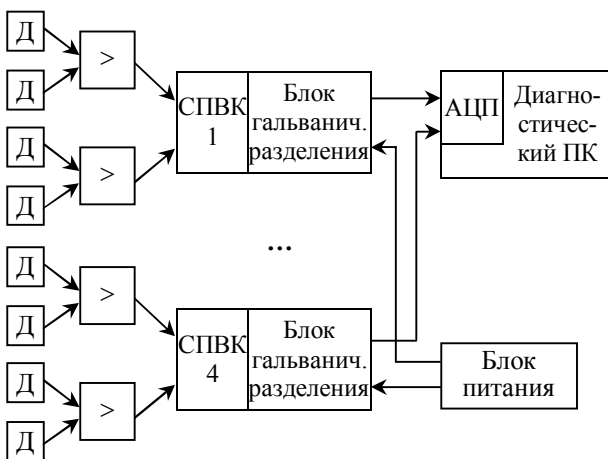 Д
Д
>
Д
Д
>
СПВК
1
Блок
гальванич.
разделения
АЦП
Диагно-
стичес-
кий ПК
...
Д
Д
>
Д
Д
>
СПВК
4
Блок
гальванич.
разделения
Блок
питания